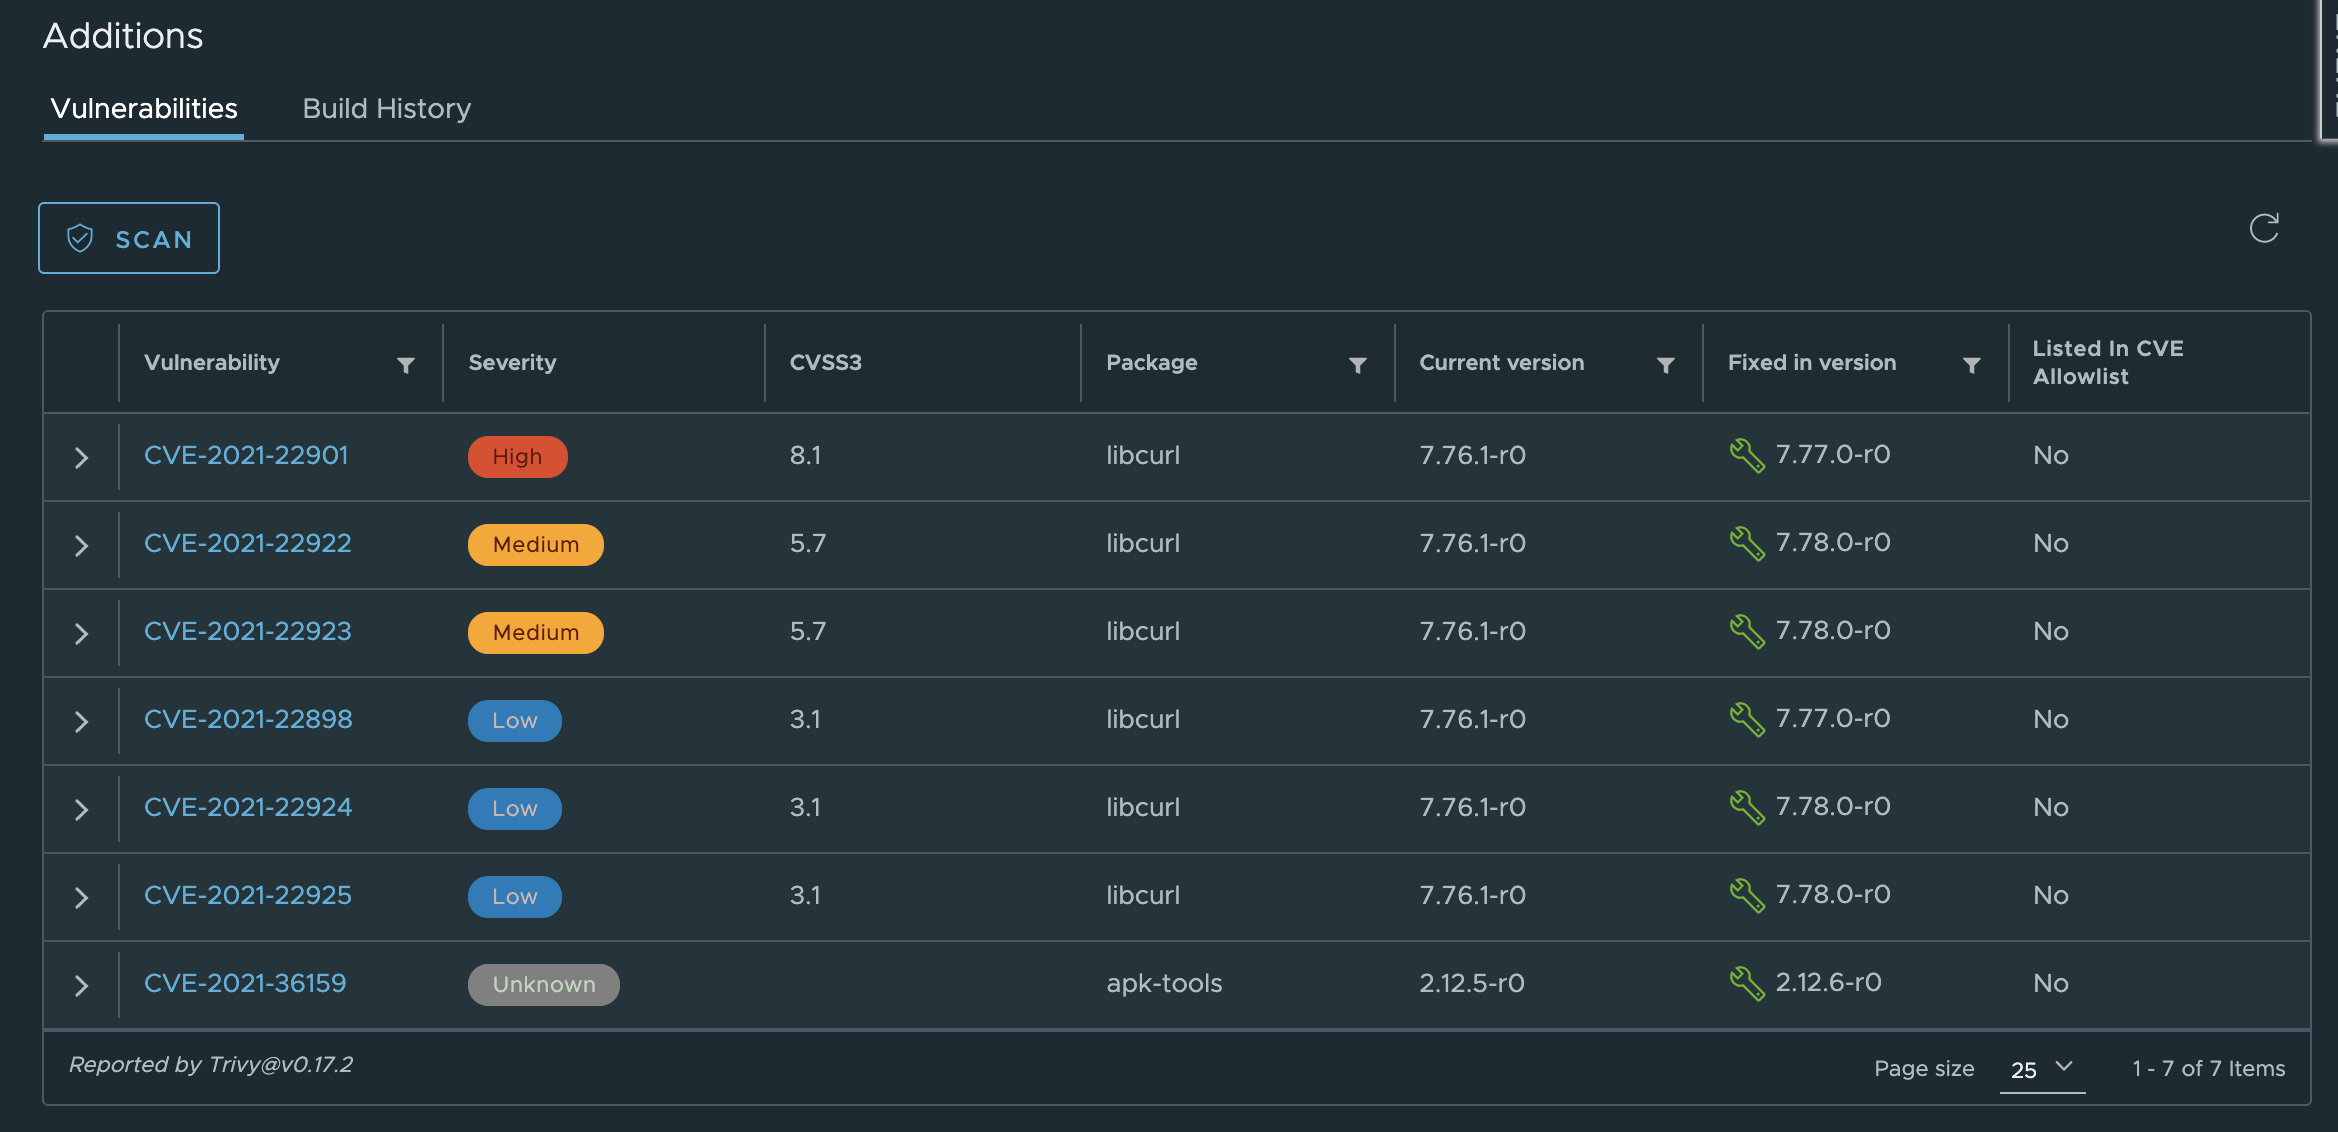 Additions
Vulnerabilities Build History
SCAN
Vulnerability Severity CVSS3 Package Current version Fixed in version Listed In CVE Allowlist
CVE-2021-22901 High 8.1 libcurl 7.76.1-r0 7.77.0-r0 No
CVE-2021-22922 Medium 5.7 libcurl 7.76.1-r0 7.78.0-r0 No
CVE-2021-22923 Medium 5.7 libcurl 7.76.1-r0 7.78.0-r0 No
CVE-2021-22898 Low 3.1 libcurl 7.76.1-r0 7.77.0-r0 No
CVE-2021-22924 Low 3.1 libcurl 7.76.1-r0 7.78.0-r0 No
CVE-2021-22925 Low 3.1 libcurl 7.76.1-r0 7.78.0-r0 No
CVE-2021-36159 Unknown apk-tools 2.12.5-r0 2.12.6-r0 No
Reported by Trivy@v0.17.2 Page size 25 1 - 7 of 7 Items